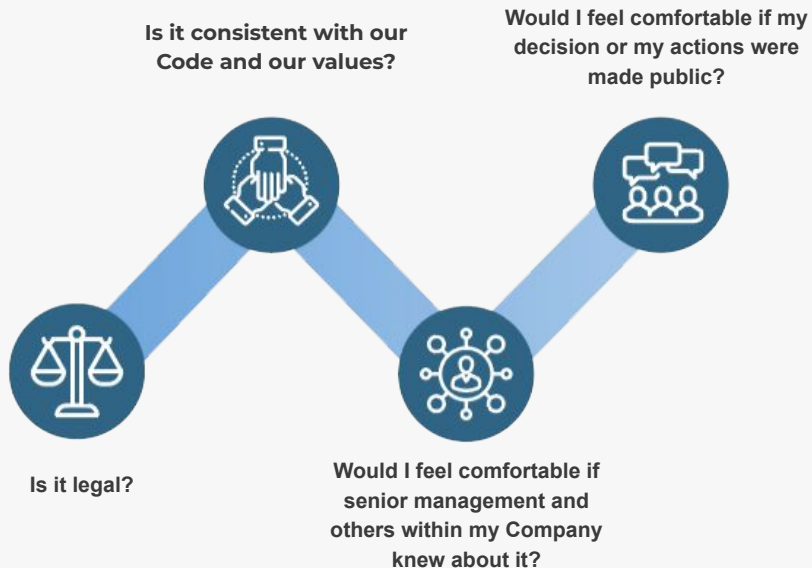 Is it legal?
Is it consistent with our
Code and our values?
Would I feel comfortable if
senior management and
others within my Company
knew about it?
Would I feel comfortable if my
decision or my actions were
made public?